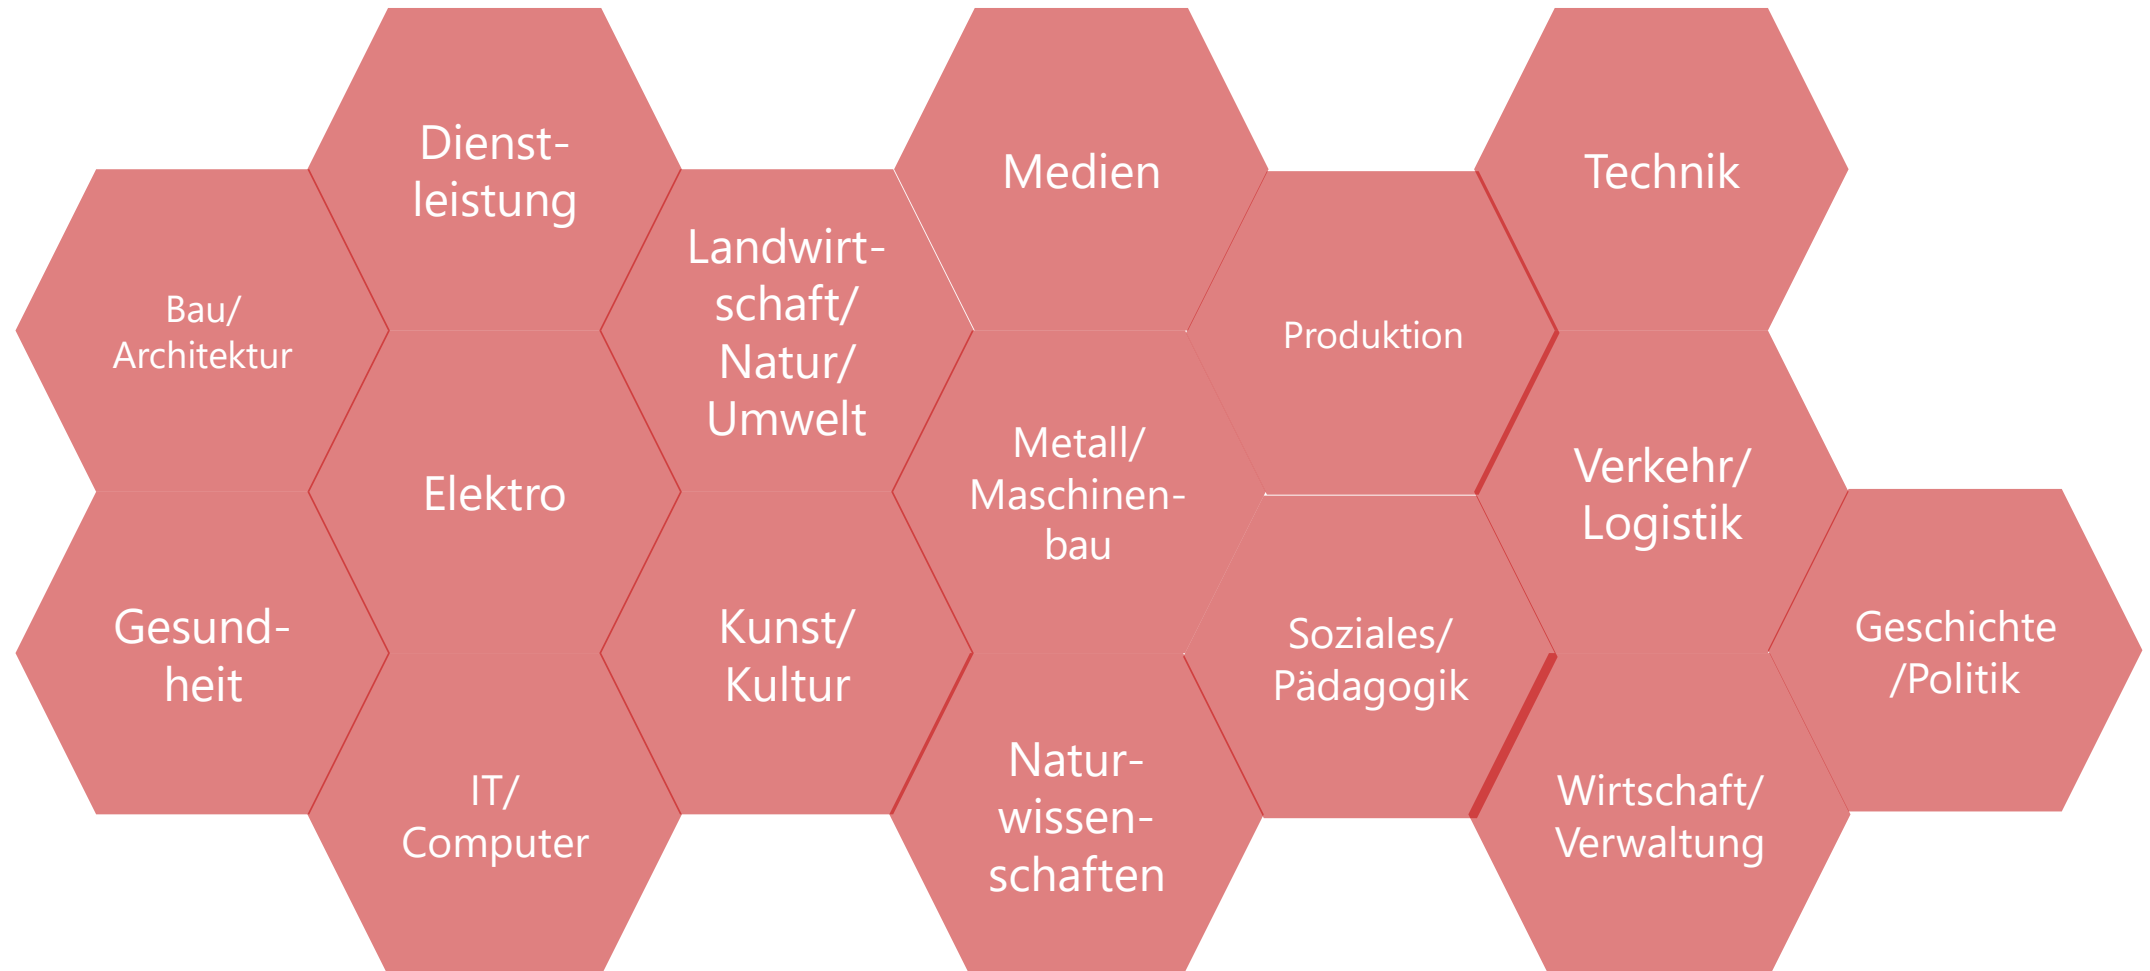 Dienst-
leistung
Medien
Technik
Bau/
Architektur
Landwirt-
schaft/
Natur/
Umwelt
Produktion
Elektro
Metall/
Maschinen-
bau
Verkehr/
Logistik
Gesund-
heit
Kunst/
Kultur
Soziales/
Pädagogik
Geschichte
/Politik
IT/
Computer
Natur-
wissen-
schaften
Wirtschaft/
Verwaltung